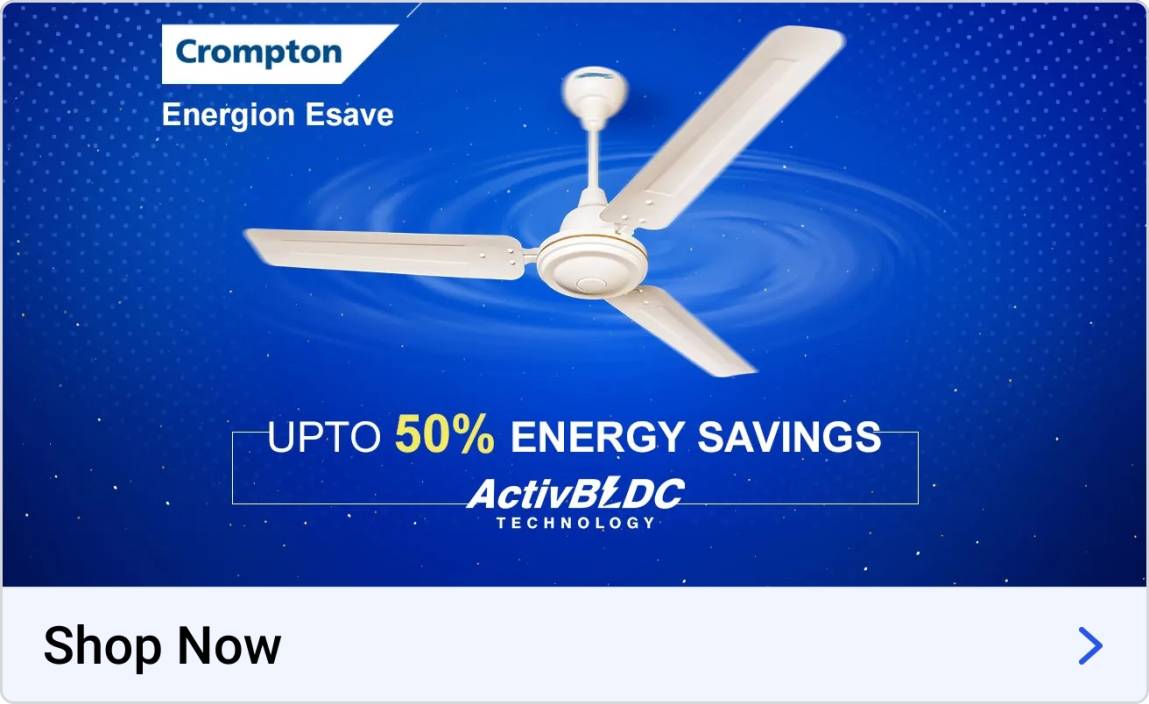 Crompton
Energion Esave
UPTO 50% ENERGY SAVINGS
ActivBLDC
TECHNOLOGY
Shop Now